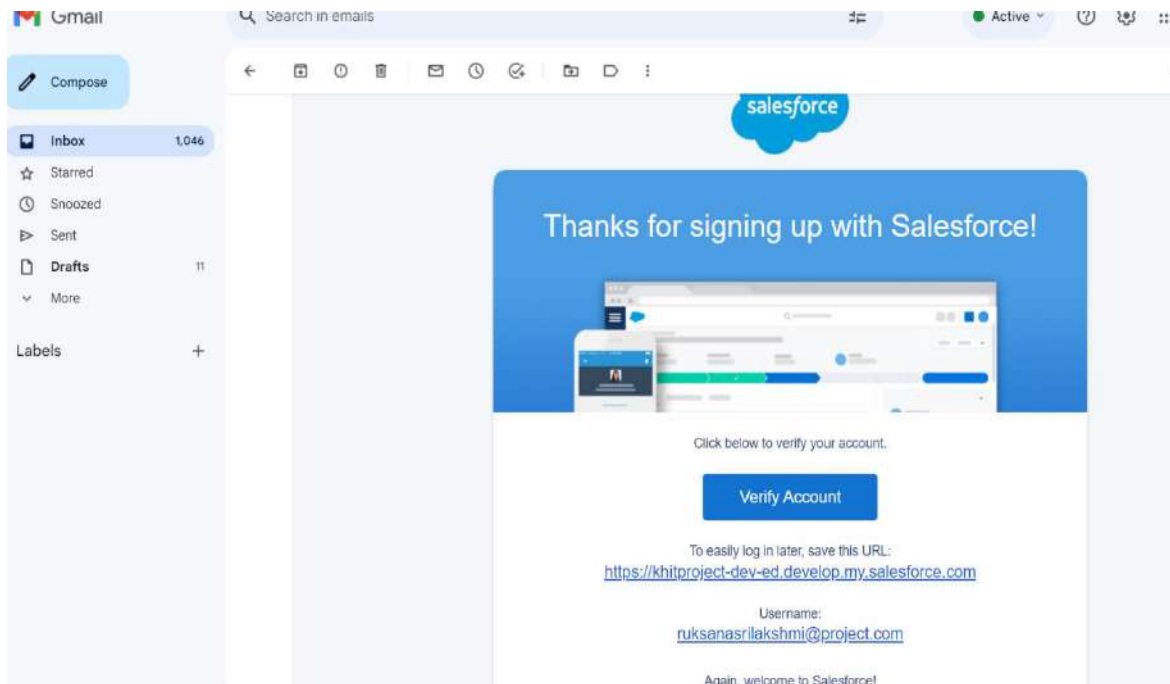 Gmail
Search in emails
Active
Compose
Inbox 1,046
Starred
Snoozed
Sent
Drafts 11
More
Labels
salesforce
Thanks for signing up with Salesforce!
Click below to verify your account.
Verify Account
To easily log in later, save this URL:
https://khitproject-dev-ed.develop.my.salesforce.com
Username:
ruksanasrilakshmi@project.com
Again, welcome to Salesforce!